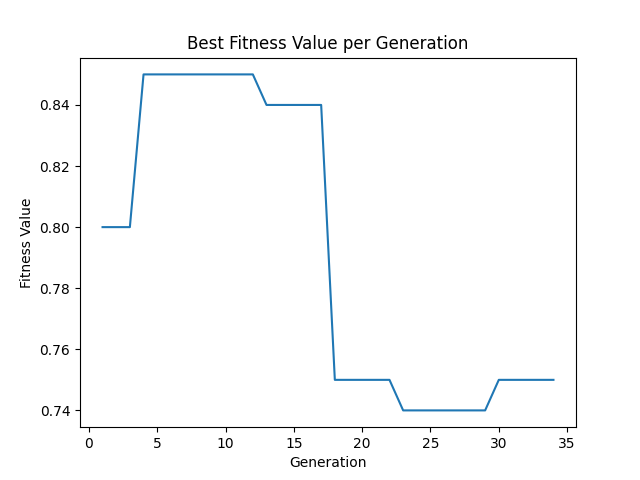 Best Fitness Value per Generation
0.84
0.82
0.80
0.78
0.76
0.74
Fitness Value
0 5 10 15 20 25 30 35
Generation